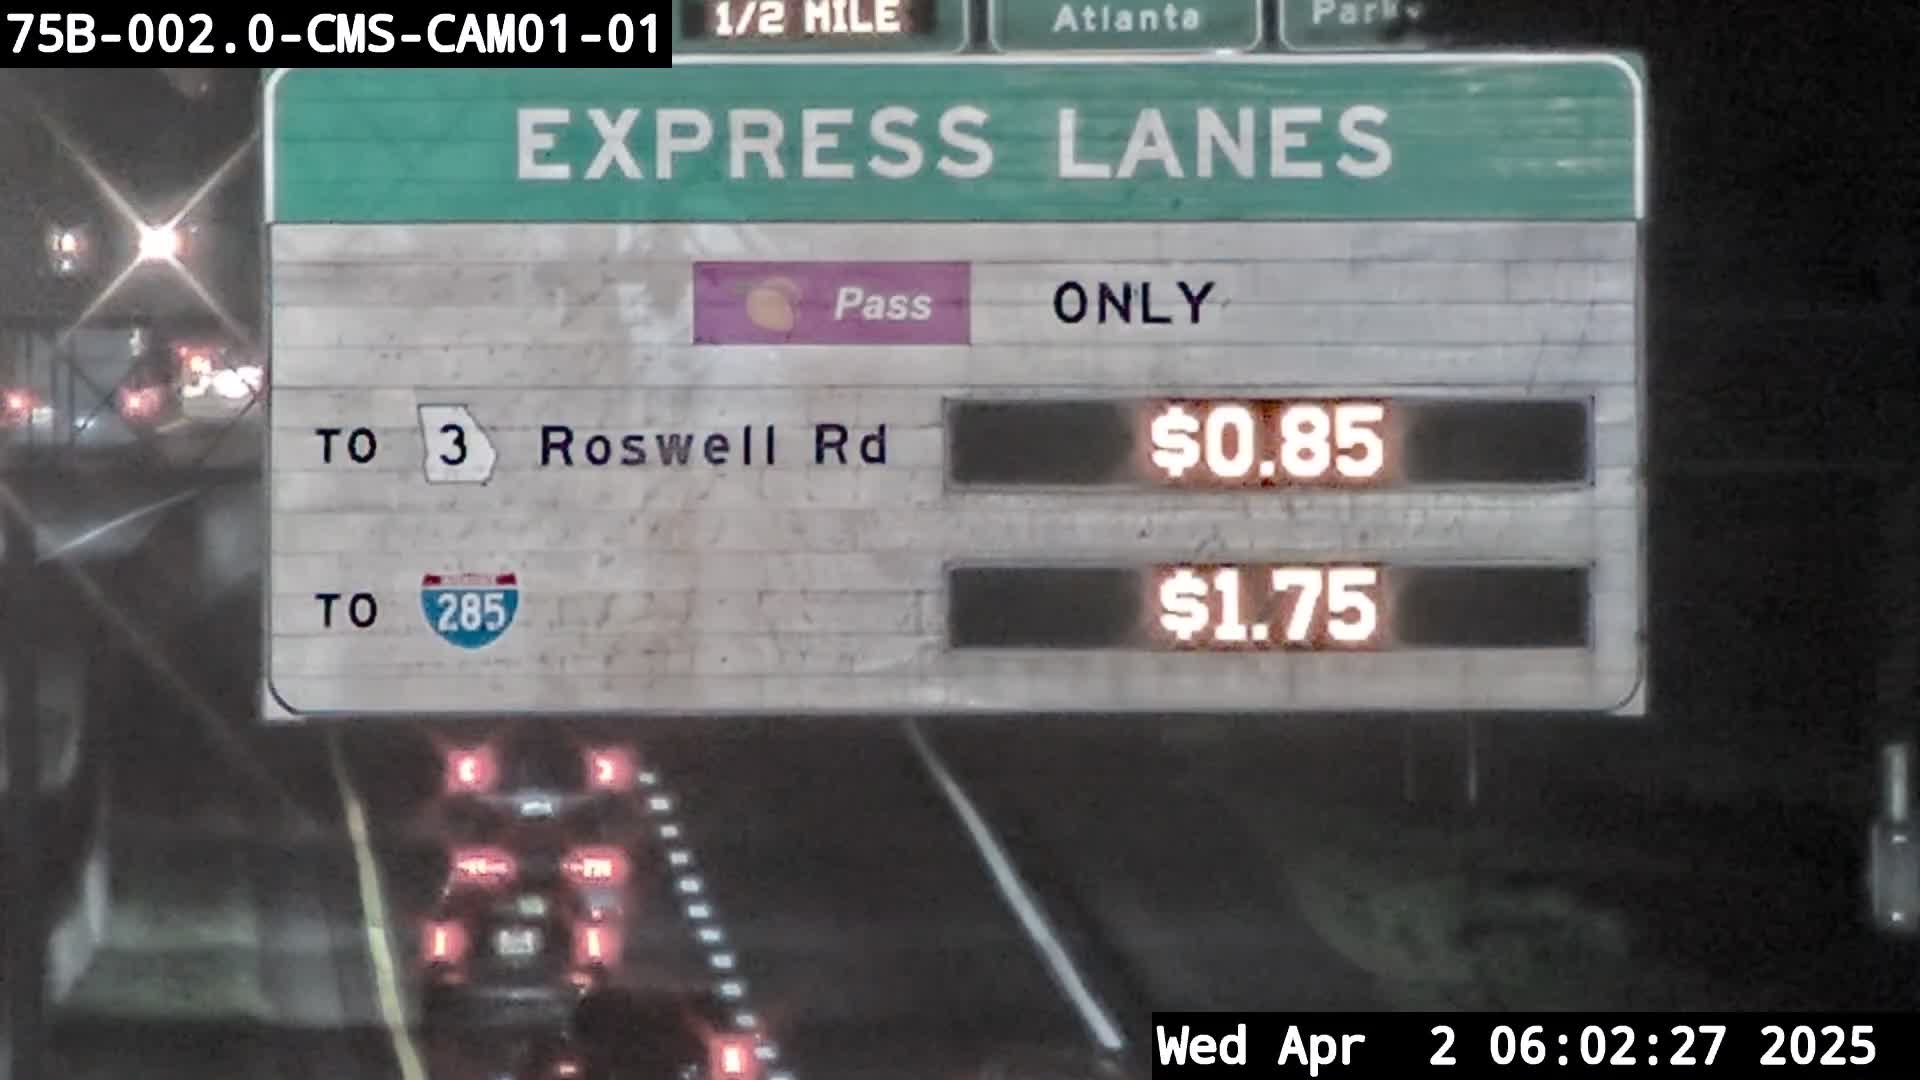 75B-002.0-CMS-CAM01-01
1/2 MILE
Atlanta
EXPRESS LANES
Pass ONLY
TO 3 Roswell Rd $0.85
TO 285 $1.75
Wed Apr 2 06:02:27 2025